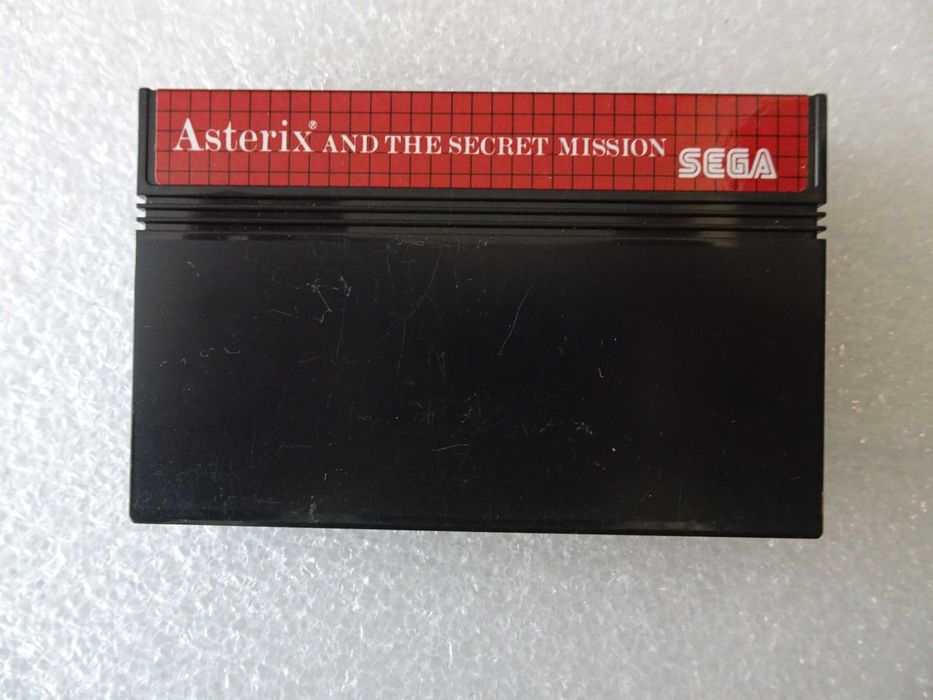 Asterix® AND THE SECRET MISSION
SEGA